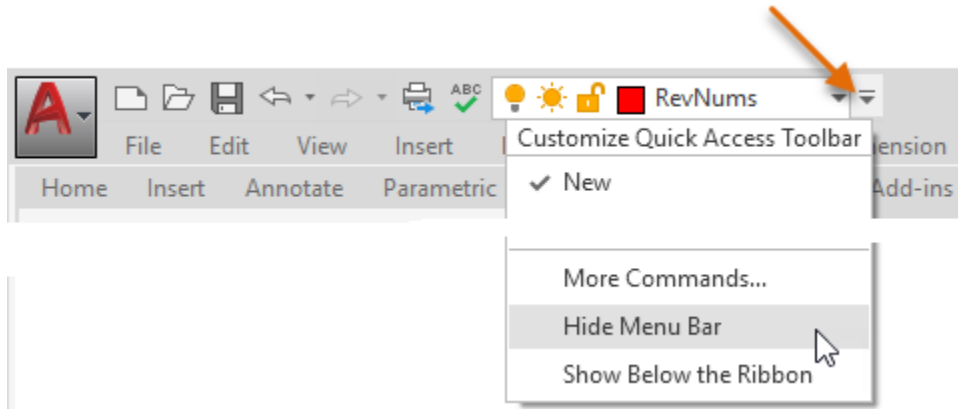 A
ABC
RevNums
File Edit View Insert
Customize Quick Access Toolbar
ension
Home Insert Annotate Parametric
Add-ins
New
More Commands...
Hide Menu Bar
Show Below the Ribbon